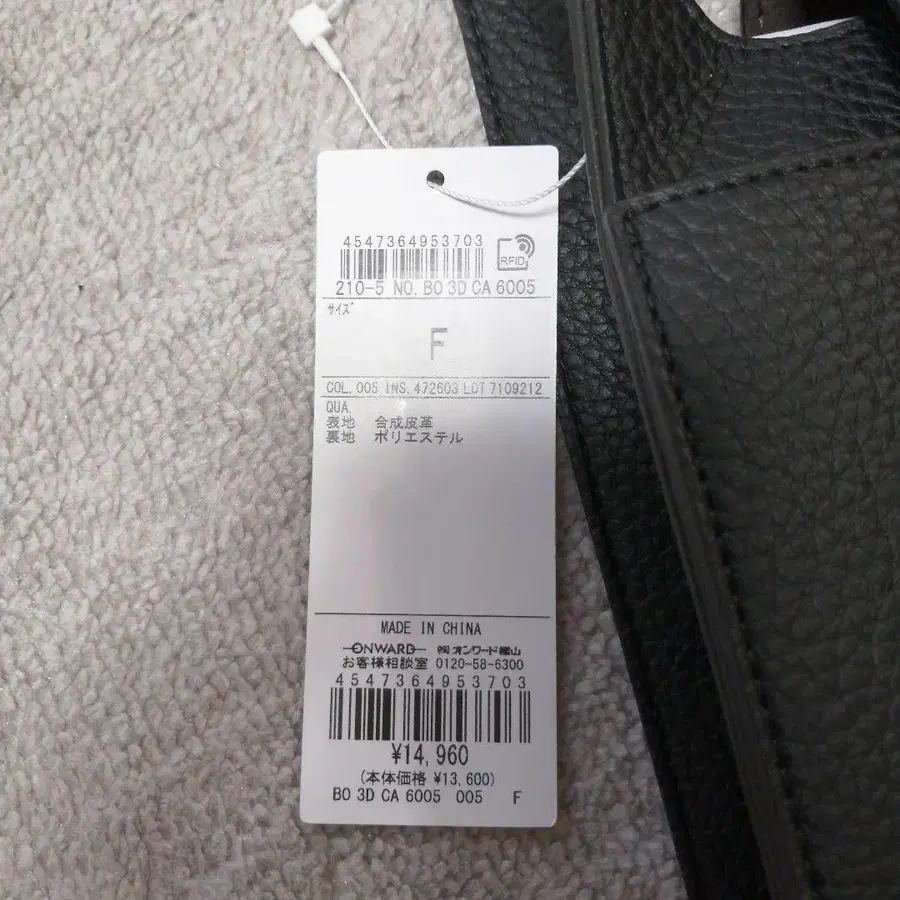 4547364953703
RFID
210-5 NO. BO 3D CA 6005
サイズ
F
COL. 005 INS. 472603 LOT 7109212
QUA.
表地 合成皮革
裏地 ポリエステル
MADE IN CHINA
ONWARD ㈱オンワード樫山
お客様相談室 0120-58-6300
4547364953703
¥14,960
(本体価格 ¥13,600)
BO 3D CA 6005 005 F